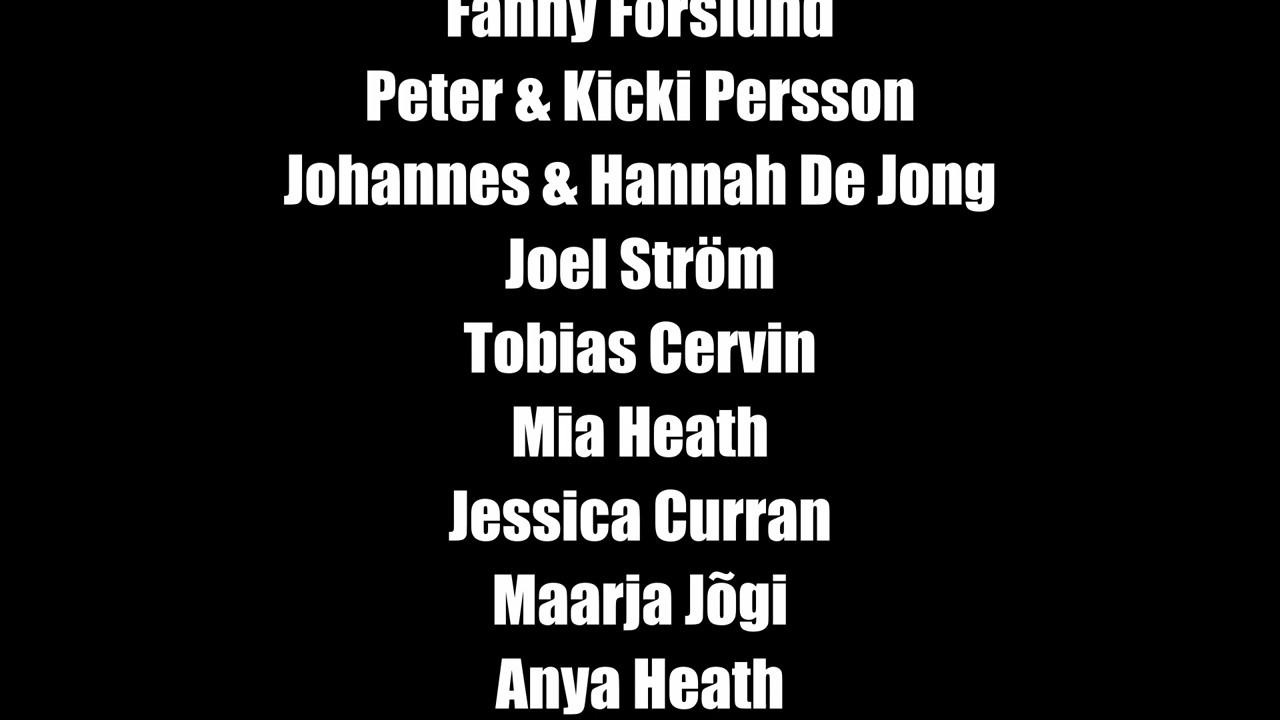 Fanny Forslund
Peter & Kicki Persson
Johannes & Hannah De Jong
Joel Ström
Tobias Cervin
Mia Heath
Jessica Curran
Maarja Jõgi
Anya Heath